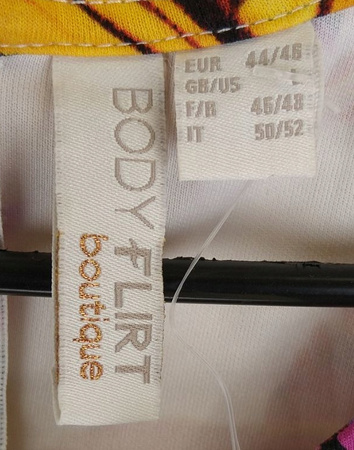 BODY FLIRT
boutique
EUR 44/46
GB/US
F/R 46/48
IT 50/52